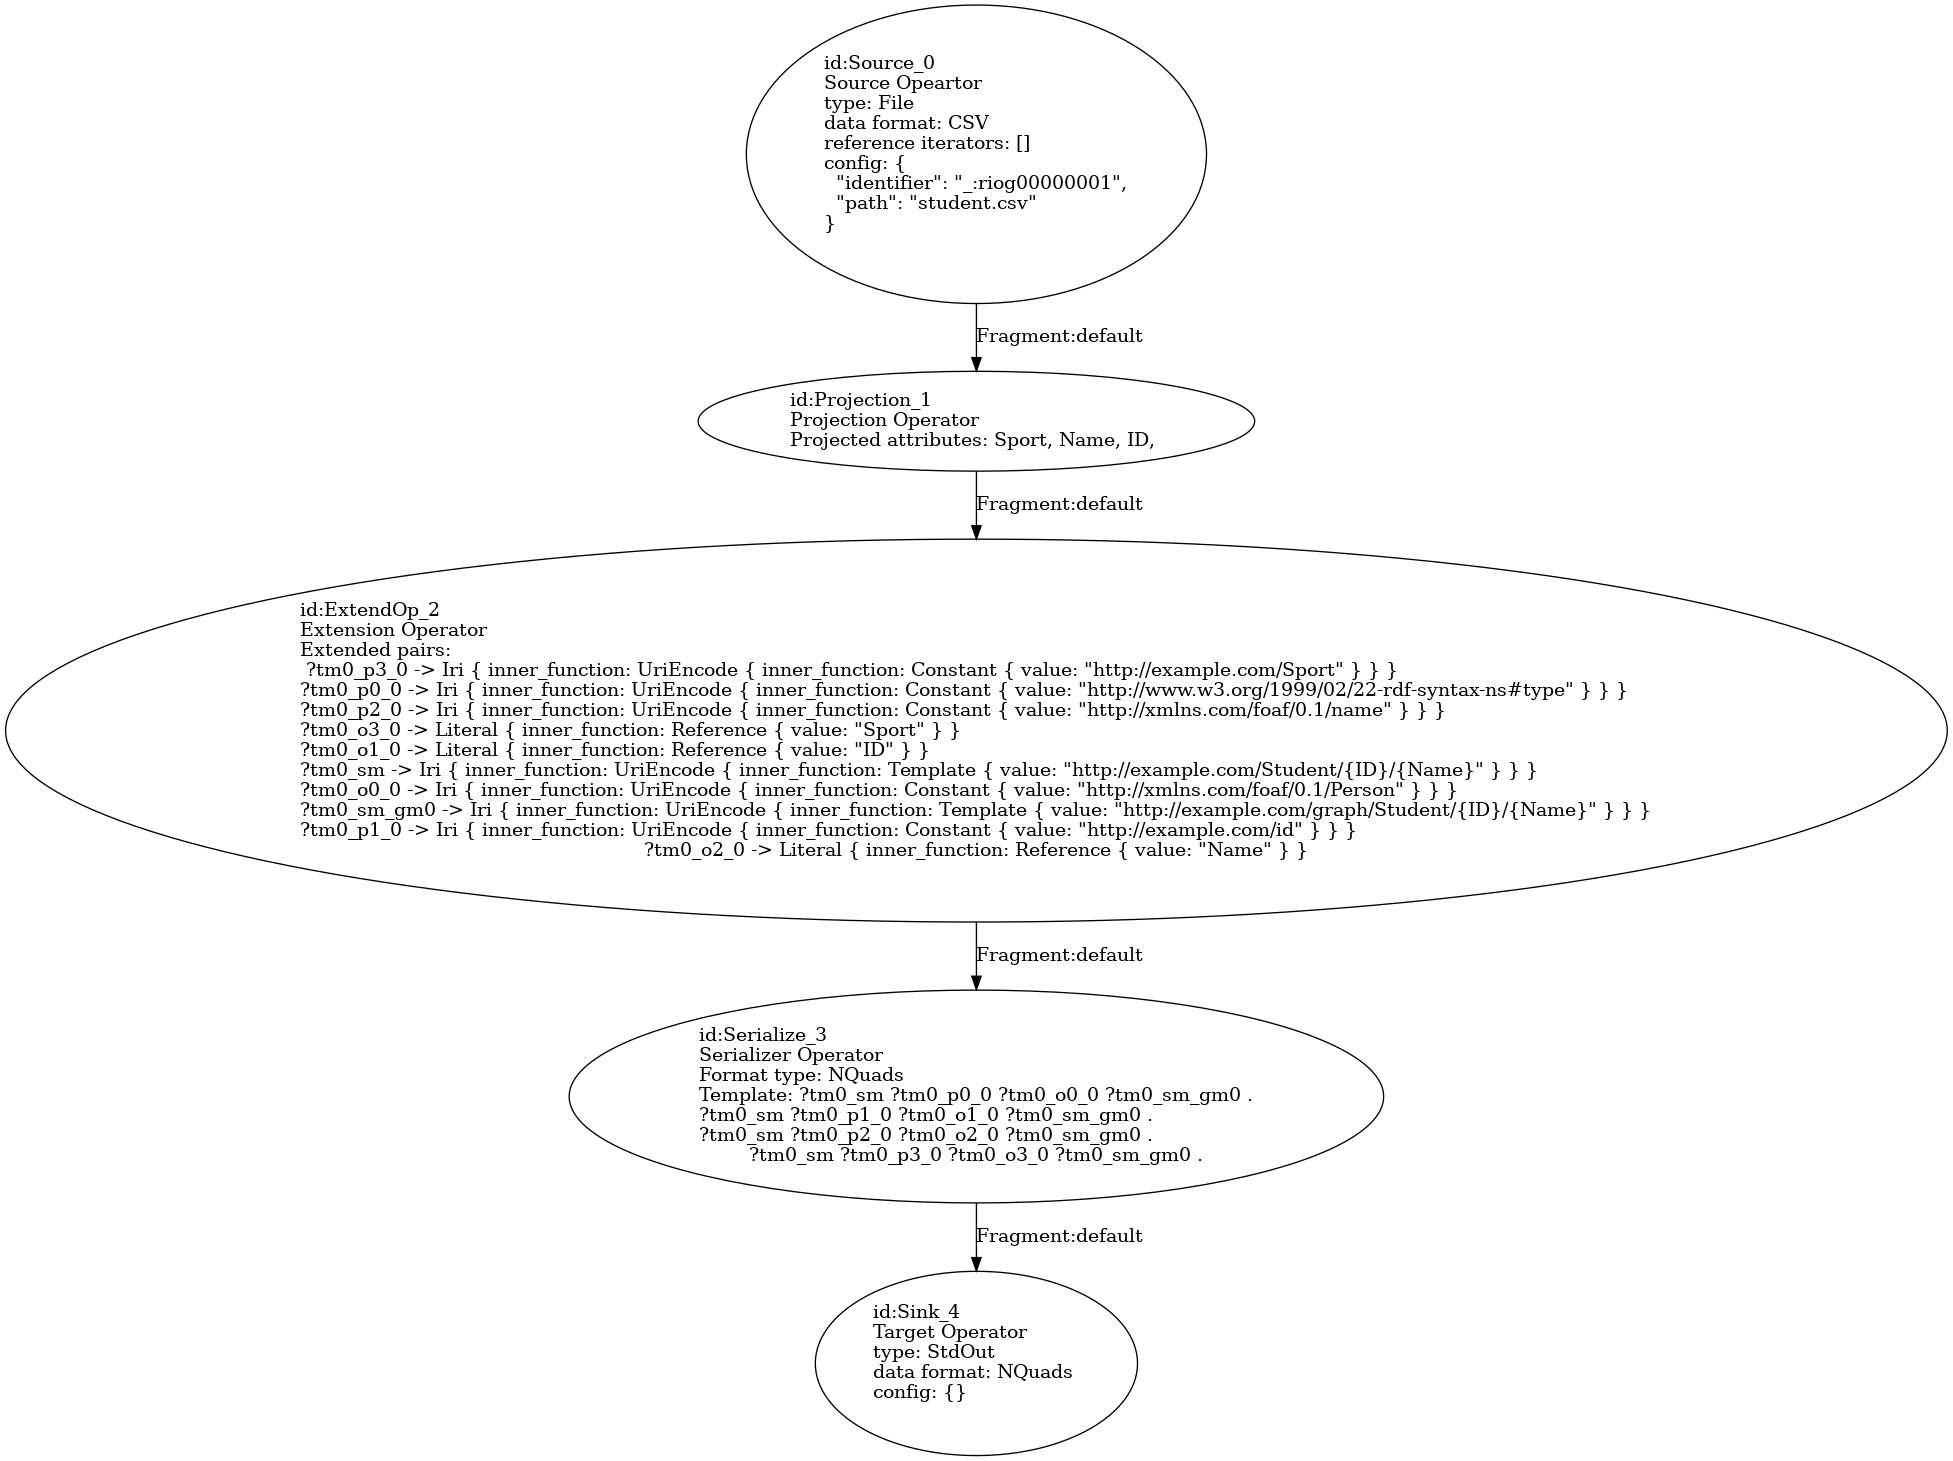 id:Source_0
Source Opeartor
type: File
data format: CSV
reference iterators: []
config: {
"identifier": "_:riog00000001",
"path": "student.csv"
}
Fragment:default
id:Projection_1
Projection Operator
Projected attributes: Sport, Name, ID,
Fragment:default
id:ExtendOp_2
Extension Operator
Extended pairs:
?tm0_p3_0 -> Iri { inner_function: UriEncode { inner_function: Constant { value: "http://example.com/Sport" } } }
?tm0_p0_0 -> Iri { inner_function: UriEncode { inner_function: Constant { value: "http://www.w3.org/1999/02/22-rdf-syntax-ns#type" } } }
?tm0_p2_0 -> Iri { inner_function: UriEncode { inner_function: Constant { value: "http://xmlns.com/foaf/0.1/name" } } }
?tm0_o3_0 -> Literal { inner_function: Reference { value: "Sport" } }
?tm0_o1_0 -> Literal { inner_function: Reference { value: "ID" } }
?tm0_sm -> Iri { inner_function: UriEncode { inner_function: Template { value: "http://example.com/Student/{ID}/{Name}" } } }
?tm0_o0_0 -> Iri { inner_function: UriEncode { inner_function: Constant { value: "http://xmlns.com/foaf/0.1/Person" } } }
?tm0_sm_gm0 -> Iri { inner_function: UriEncode { inner_function: Template { value: "http://example.com/graph/Student/{ID}/{Name}" } } }
?tm0_p1_0 -> Iri { inner_function: UriEncode { inner_function: Constant { value: "http://example.com/id" } } }
?tm0_o2_0 -> Literal { inner_function: Reference { value: "Name" } }
Fragment:default
id:Serialize_3
Serializer Operator
Format type: NQuads
Template: ?tm0_sm ?tm0_p0_0 ?tm0_o0_0 ?tm0_sm_gm0 .
?tm0_sm ?tm0_p1_0 ?tm0_o1_0 ?tm0_sm_gm0 .
?tm0_sm ?tm0_p2_0 ?tm0_o2_0 ?tm0_sm_gm0 .
?tm0_sm ?tm0_p3_0 ?tm0_o3_0 ?tm0_sm_gm0 .
Fragment:default
id:Sink_4
Target Operator
type: StdOut
data format: NQuads
config: {}